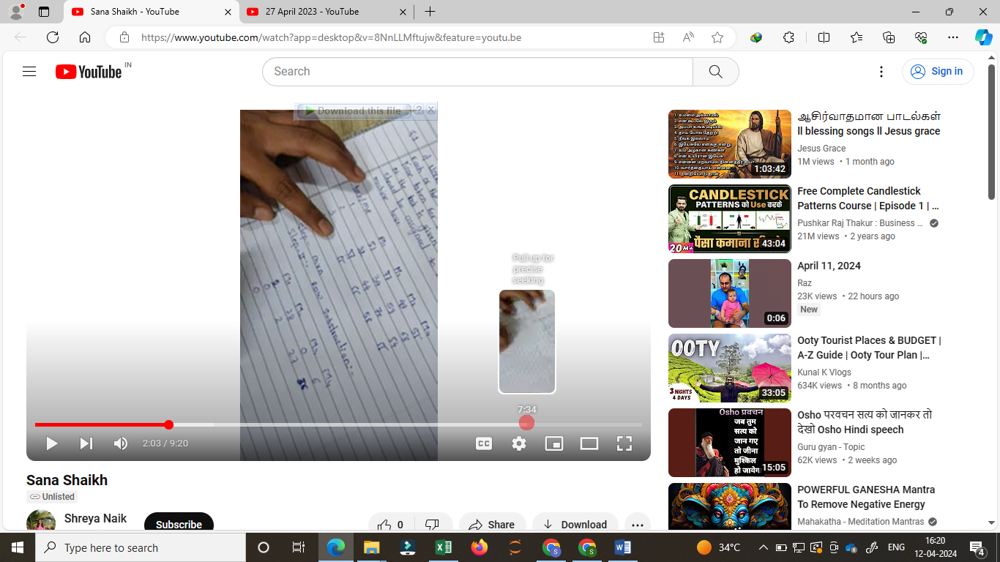 Sana Shaikh - YouTube
27 April 2023 - YouTube
https://www.youtube.com/watch?app=desktop&v=8NnLLMftujw&feature=youtu.be
YouTube IN
Search
Sign in
Download this file
? X
Step-1: Row Subtraction:
Pull up for
precise
seeking
7:34
2:03 / 9:20
CC
Sana Shaikh
Unlisted
Shreya Naik
Subscribe
0
Share
Download
1:03:42
ஆசிர்வாதமான பாடல்கள்
ll blessing songs ll Jesus grace
Jesus Grace
1M views • 1 month ago
CANDLESTICK
PATTERNS को Use करके
पैसा कमाना
20M+
43:04
Free Complete Candlestick
Patterns Course | Episode 1 | ...
Pushkar Raj Thakur : Business ...
21M views • 2 years ago
0:06
April 11, 2024
Raz
23K views • 22 hours ago
New
OOTY
3 NIGHTS
4 DAYS
33:05
Ooty Tourist Places & BUDGET |
A-Z Guide | Ooty Tour Plan |...
Kunal K Vlogs
634K views • 8 months ago
Osho प्रवचन
जब तुम
सत्य को
जान गए
तो जीना
मुश्किल
हो जायेग
15:05
Osho परवचन सत्य को जानकर तो
देखो Osho Hindi speech
Guru gyan - Topic
62K views • 2 weeks ago
POWERFUL GANESHA Mantra
To Remove Negative Energy
Mahakatha - Meditation Mantras
Type here to search
34°C
ENG
16:20
12-04-2024
4